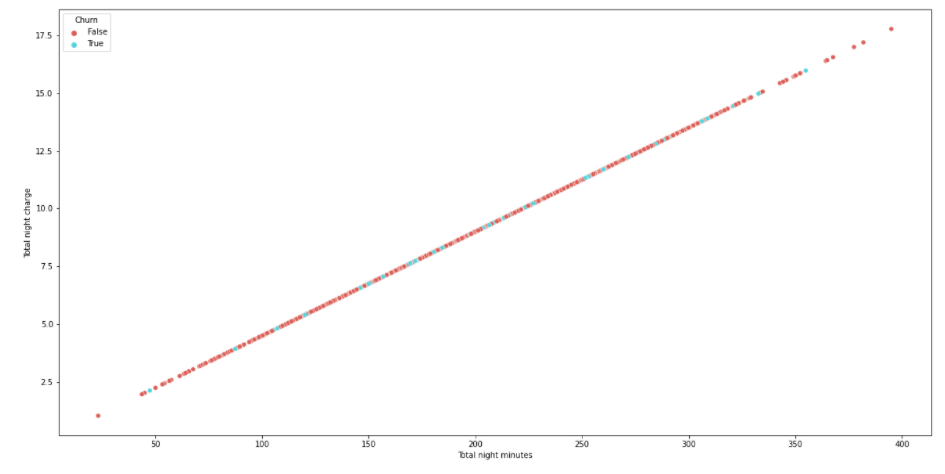 Churn
False
True
17.5
15.0
12.5
10.0
7.5
5.0
2.5
Total night charge
50 100 150 200 250 300 350 400
Total night minutes